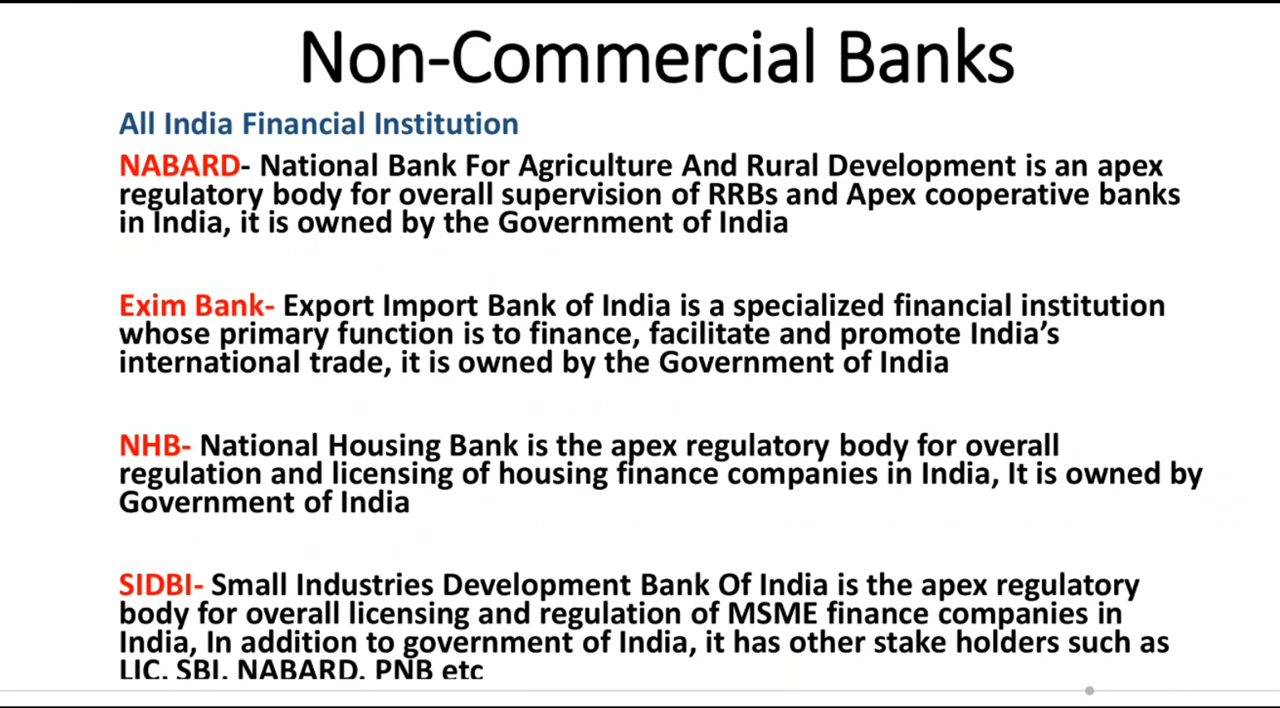 Non-Commercial Banks
All India Financial Institution
NABARD- National Bank For Agriculture And Rural Development is an apex
regulatory body for overall supervision of RRBs and Apex cooperative banks
in India, it is owned by the Government of India
Exim Bank- Export Import Bank of India is a specialized financial institution
whose primary function is to finance, facilitate and promote India’s
international trade, it is owned by the Government of India
NHB- National Housing Bank is the apex regulatory body for overall
regulation and licensing of housing finance companies in India, It is owned by
Government of India
SIDBI- Small Industries Development Bank Of India is the apex regulatory
body for overall licensing and regulation of MSME finance companies in
India, In addition to government of India, it has other stake holders such as
LIC, SBI, NABARD, PNB etc